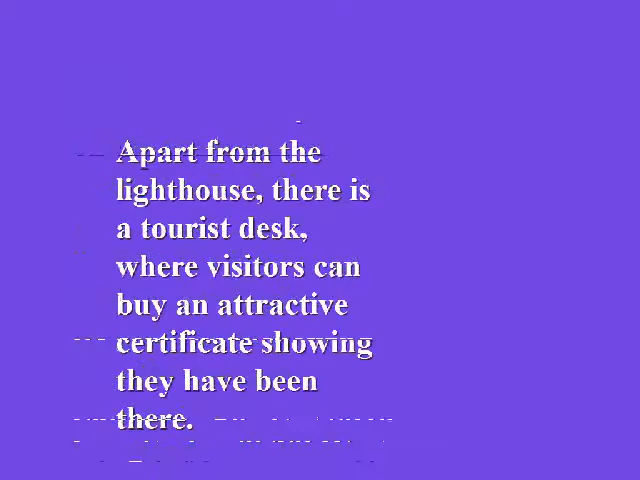 Apart from the
lighthouse, there is
a tourist desk,
where visitors can
buy an attractive
certificate showing
they have been
there.